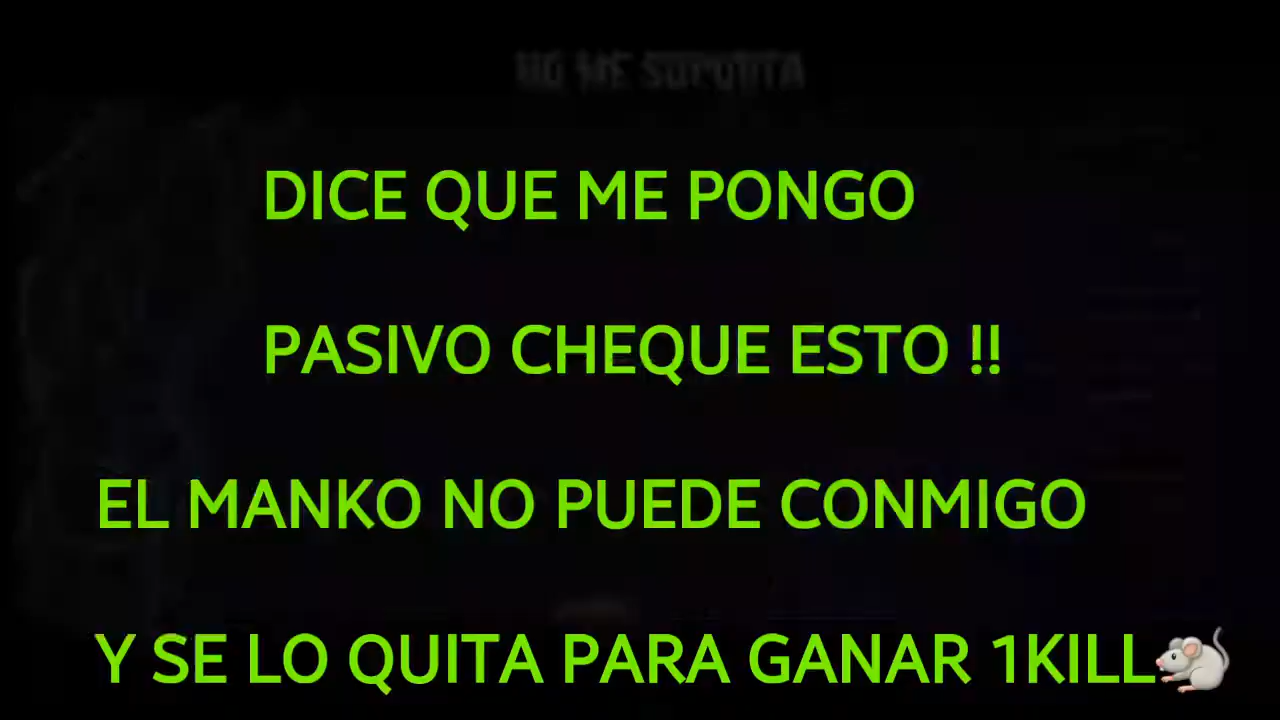 DICE QUE ME PONGO
PASIVO CHEQUE ESTO !!
EL MANKO NO PUEDE CONMIGO
Y SE LO QUITA PARA GANAR 1KILL🐁